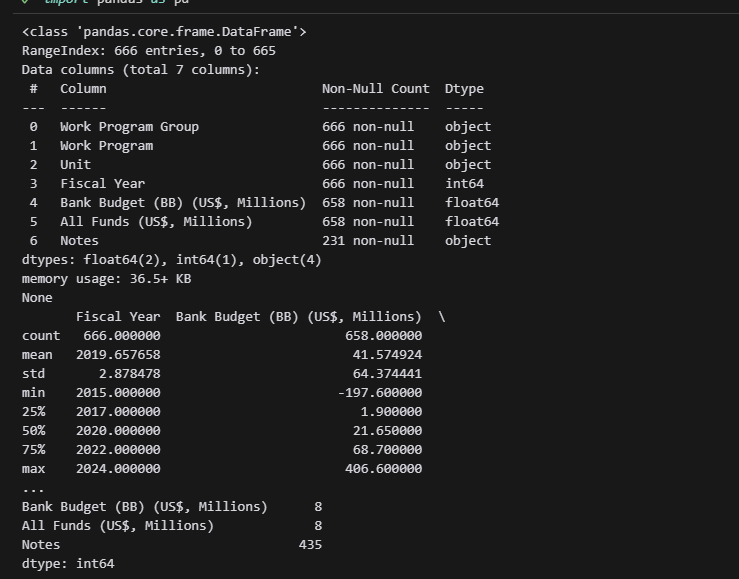 import pandas as pd
<class 'pandas.core.frame.DataFrame'>
RangeIndex: 666 entries, 0 to 665
Data columns (total 7 columns):
 #   Column                              Non-Null Count  Dtype
---  ------                              --------------  -----
 0   Work Program Group                  666 non-null    object
 1   Work Program                        666 non-null    object
 2   Unit                                666 non-null    object
 3   Fiscal Year                         666 non-null    int64
 4   Bank Budget (BB) (US$, Millions)  658 non-null    float64
 5   All Funds (US$, Millions)           658 non-null    float64
 6   Notes                               231 non-null    object
dtypes: float64(2), int64(1), object(4)
memory usage: 36.5+ KB
None
       Fiscal Year  Bank Budget (BB) (US$, Millions)  \
count   666.000000                        658.000000
mean   2019.657658                         41.574924
std       2.878478                         64.374441
min    2015.000000                       -197.600000
25%    2017.000000                          1.900000
50%    2020.000000                         21.650000
75%    2022.000000                         68.700000
max    2024.000000                        406.600000
...
Bank Budget (BB) (US$, Millions)      8
All Funds (US$, Millions)             8
Notes                               435
dtype: int64